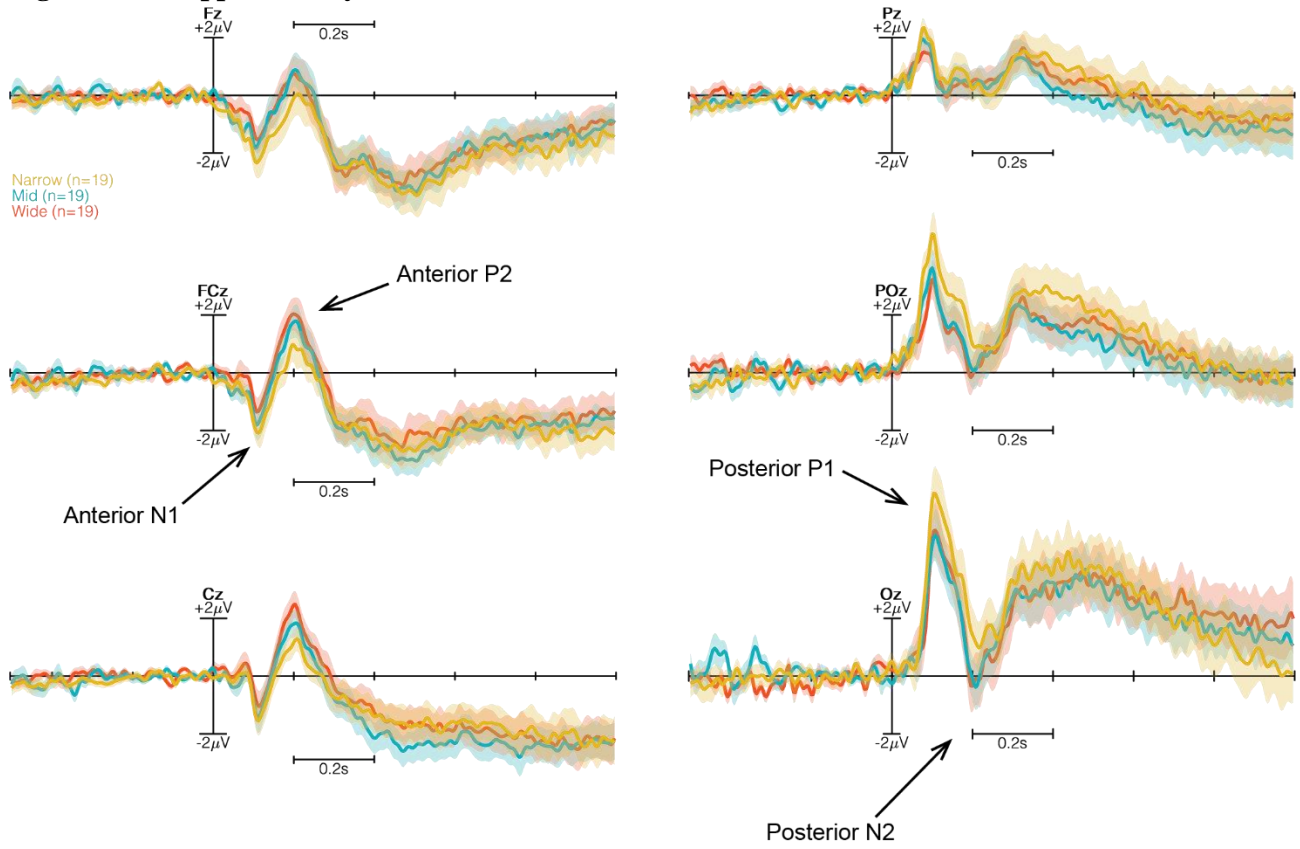 Fz
+2μV
0.2s
-2μV
Narrow (n=19)
Mid (n=19)
Wide (n=19)
FCz
+2μV
Anterior P2
-2μV
0.2s
Anterior N1
Cz
+2μV
-2μV
0.2s
Pz
+2μV
-2μV
0.2s
POz
+2μV
-2μV
0.2s
Posterior P1
Oz
+2μV
-2μV
0.2s
Posterior N2